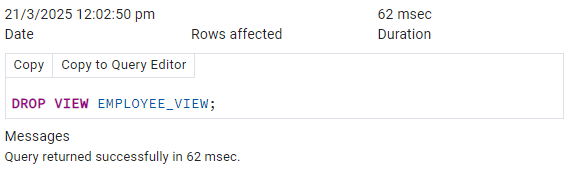 21/3/2025 12:02:50 pm 62 msec
Date Rows affected Duration
Copy Copy to Query Editor
DROP VIEW EMPLOYEE_VIEW;
Messages
Query returned successfully in 62 msec.